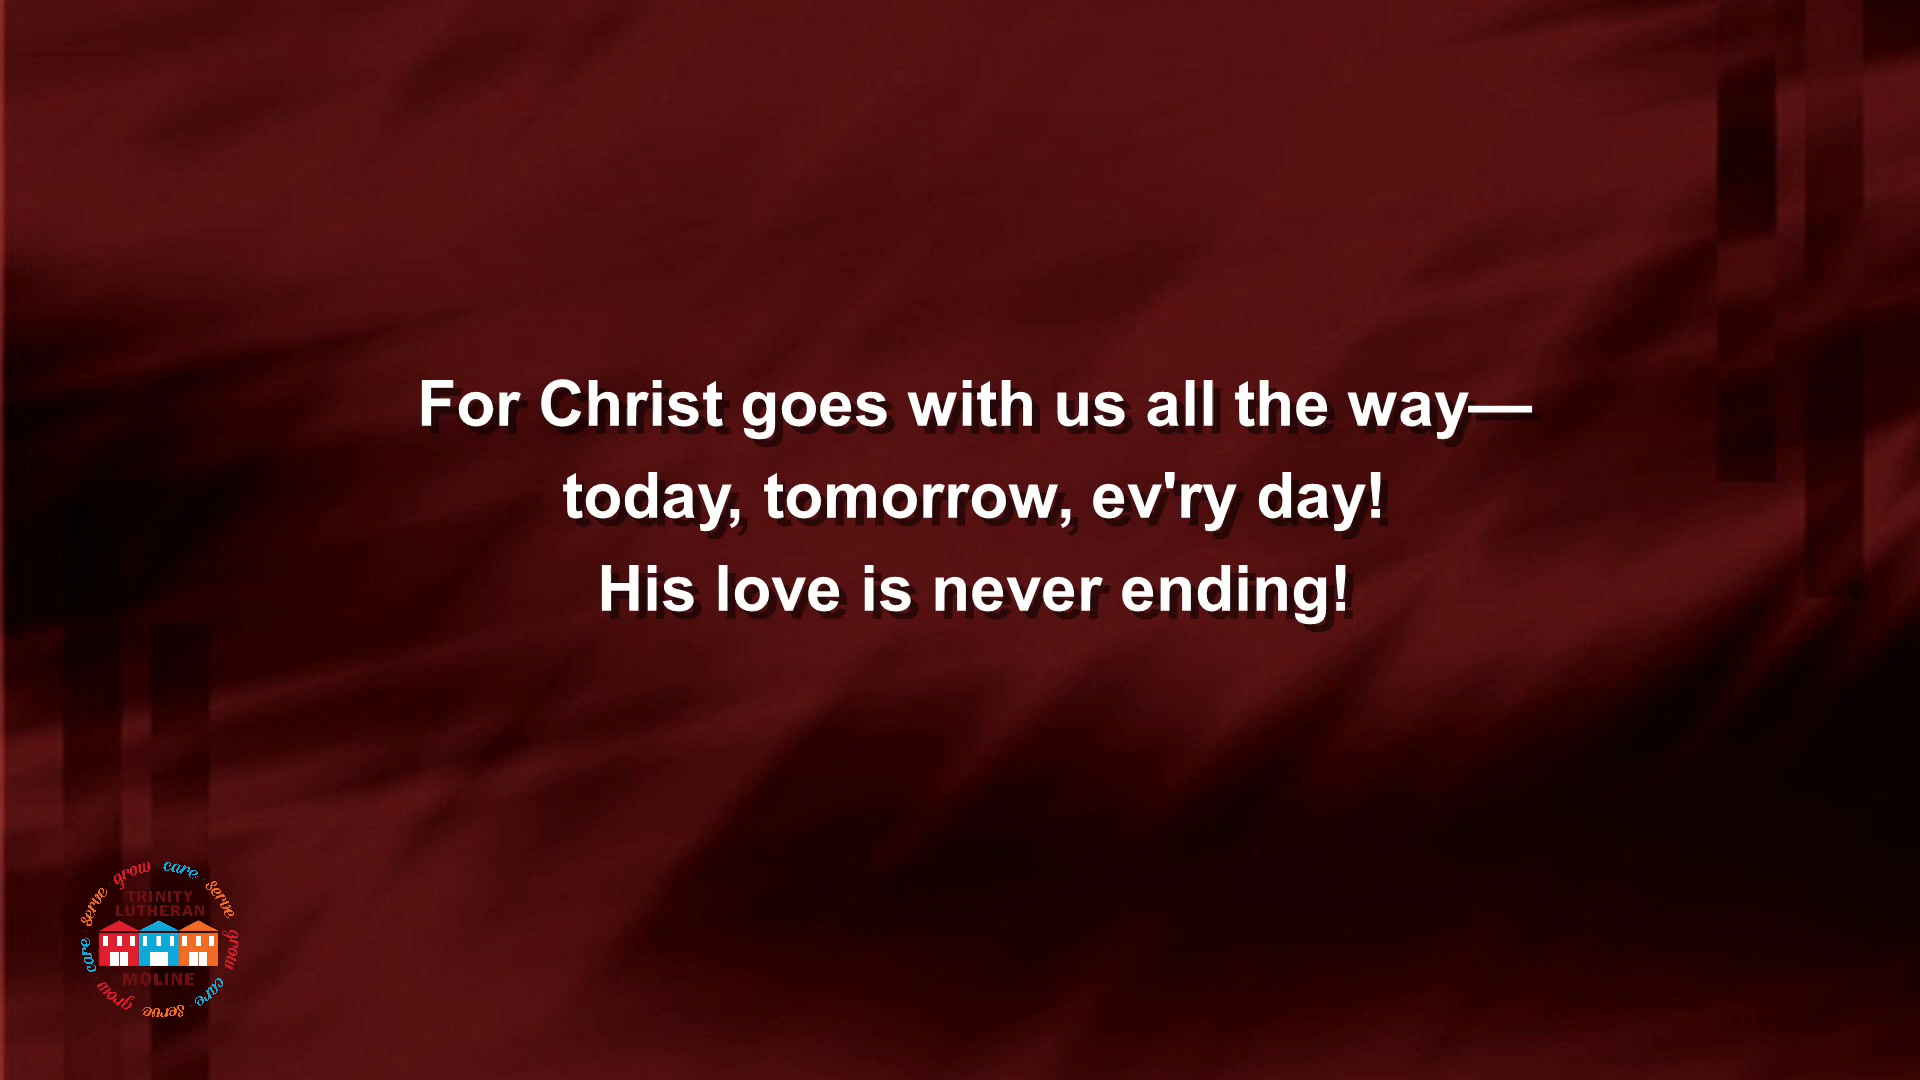 For Christ goes with us all the way—
today, tomorrow, ev'ry day!
His love is never ending!
grow care serve grow care serve grow care serve
TRINITY
LUTHERAN
MOLINE